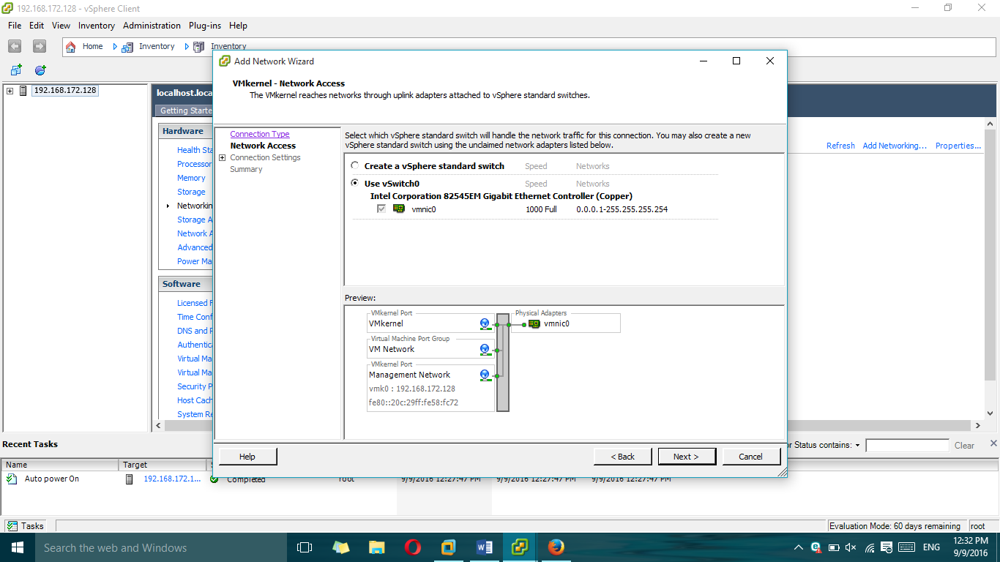 192.168.172.128 - vSphere Client
File Edit View Inventory Administration Plug-ins Help
Home Inventory Inventory
192.168.172.128
localhost.loca
Getting Starte
Hardware
Health Sta
Processor
Memory
Storage
Networkin
Storage A
Network A
Advanced
Power Ma
Software
Licensed F
Time Conf
DNS and R
Authentica
Virtual Ma
Virtual Ma
Security P
Host Cach
System Re
Refresh Add Networking... Properties...
Add Network Wizard
VMkernel - Network Access
The VMkernel reaches networks through uplink adapters attached to vSphere standard switches.
Connection Type
Network Access
Connection Settings
Summary
Select which vSphere standard switch will handle the network traffic for this connection. You may also create a new
vSphere standard switch using the unclaimed network adapters listed below.
Create a vSphere standard switch Speed Networks
Use vSwitch0 Speed Networks
Intel Corporation 82545EM Gigabit Ethernet Controller (Copper)
vmnic0 1000 Full 0.0.0.1-255.255.255.254
Preview:
VMkernel Port
VMkernel
Virtual Machine Port Group
VM Network
VMkernel Port
Management Network
vmk0 : 192.168.172.128
fe80::20c:29ff:fe58:fc72
Physical Adapters
vmnic0
Help < Back Next > Cancel
Recent Tasks
or Status contains: Clear
Name Target
Auto power On 192.168.172.1... Completed root 9/9/2016 12:27:47 PM 9/9/2016 12:27:47 PM 9/9/2016 12:27:47 PM
Tasks Evaluation Mode: 60 days remaining root
Search the web and Windows
ENG
12:32 PM
9/9/2016